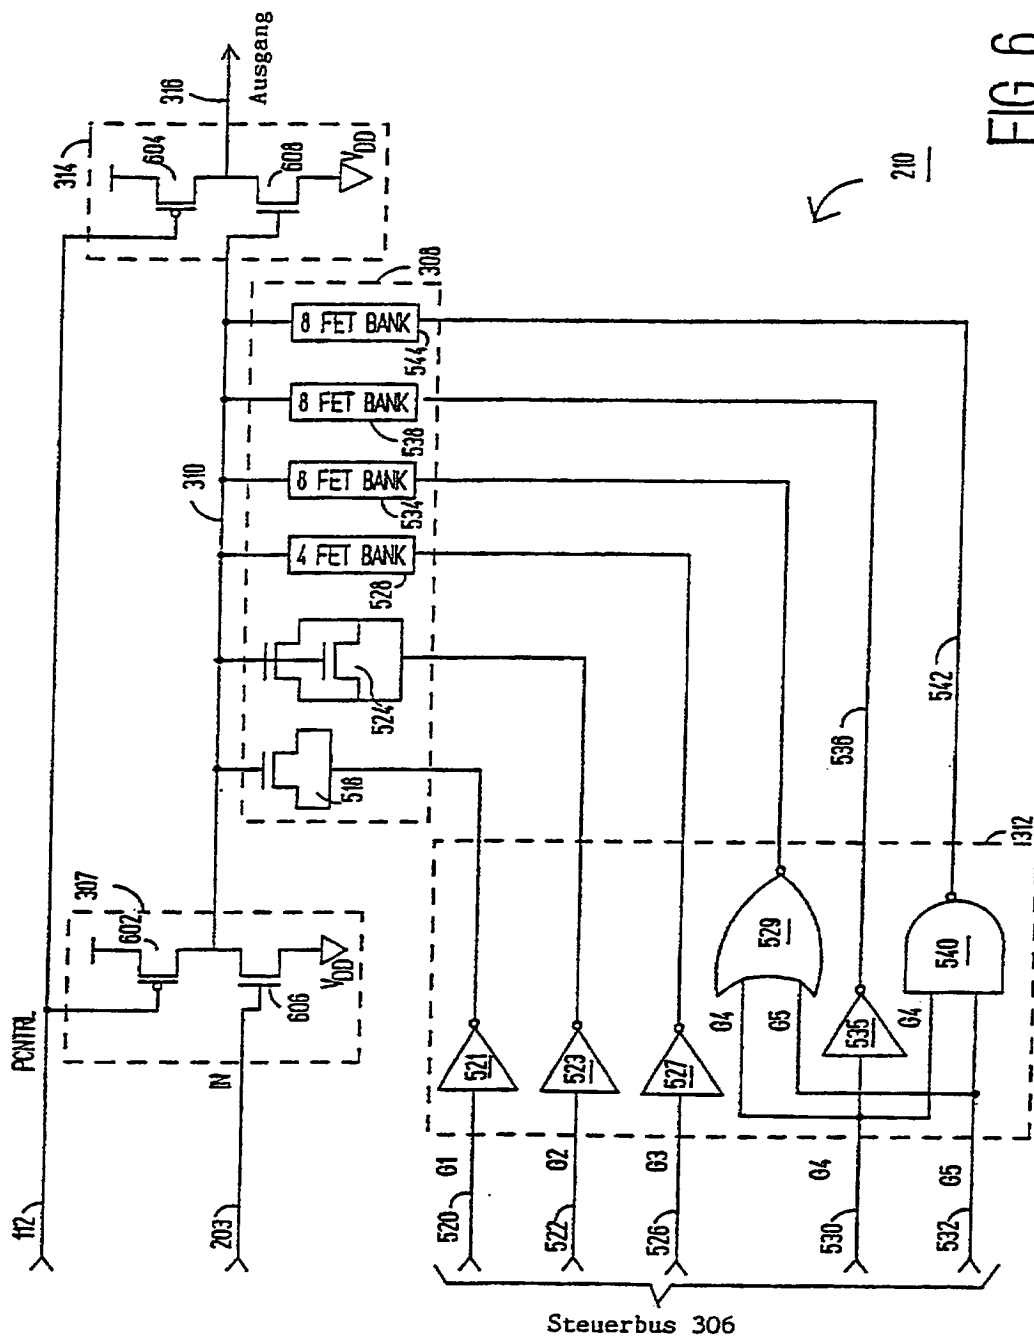 FIG 6
210
Ausgang
316
314
604
608
VDD
308
8 FET BANK
544
8 FET BANK
538
8 FET BANK
534
4 FET BANK
528
310
524
518
307
602
606
VDD
PCNTRL
112
IN
203
312
542
536
529
G4
G5
535
G4
540
521
523
527
G1
520
G2
522
G3
526
G4
530
G5
532
Steuerbus 306